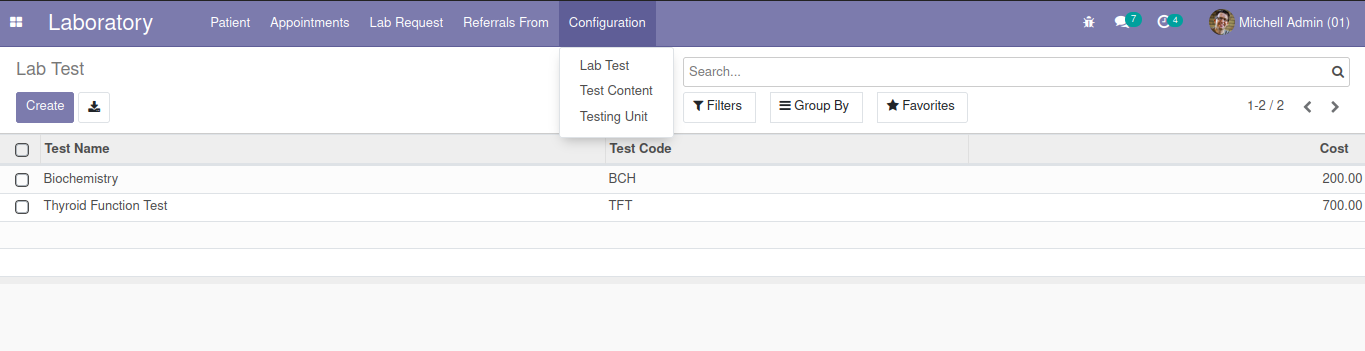 Laboratory Patient Appointments Lab Request Referrals From Configuration 7 4 Mitchell Admin (01)
Lab Test
Search...
Create
Filters Group By Favorites 1-2 / 2
Lab Test
Test Content
Testing Unit
Test Name Test Code Cost
Biochemistry BCH 200.00
Thyroid Function Test TFT 700.00